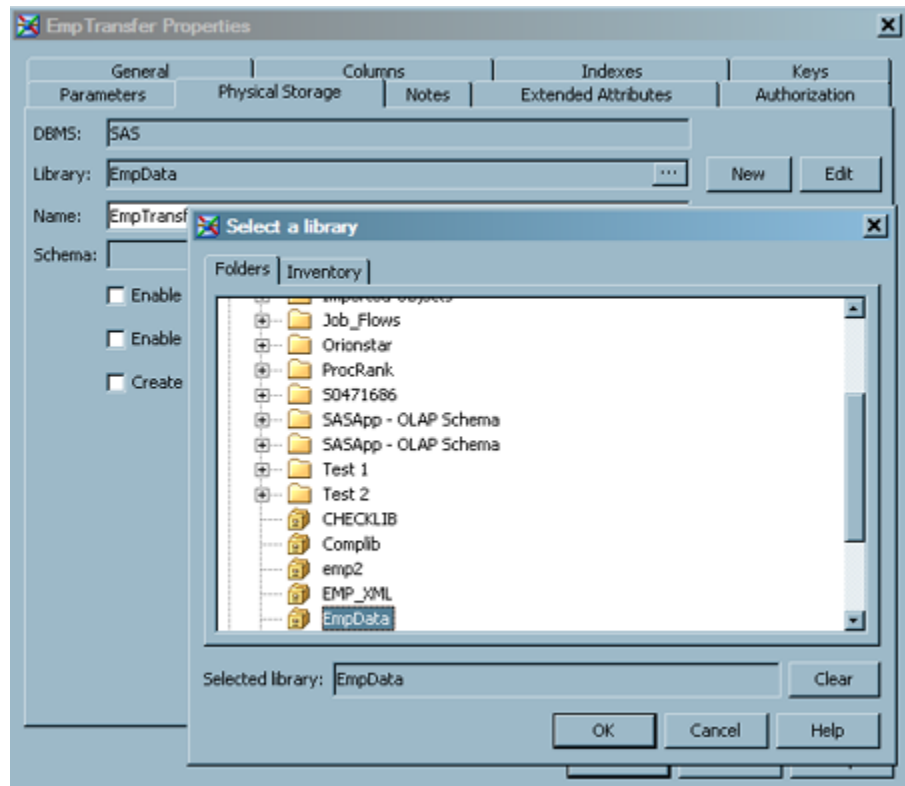 EmpTransfer Properties
General Columns Indexes Keys
Parameters Physical Storage Notes Extended Attributes Authorization
DBMS: SAS
Library: EmpData ... New Edit
Name: EmpTransf
Schema:
Enable
Enable
Create
Select a library
Folders Inventory
Imported Objects
Job_Flows
Orionstar
ProcRank
S0471686
SASApp - OLAP Schema
SASApp - OLAP Schema
Test 1
Test 2
CHECKLIB
Complib
emp2
EMP_XML
EmpData
Selected library: EmpData Clear
OK Cancel Help